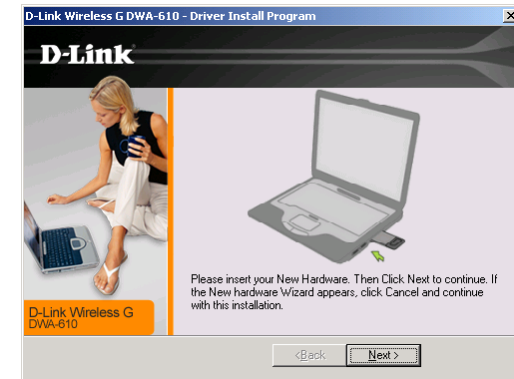 D-Link Wireless G DWA-610 - Driver Install Program
D-Link
Please insert your New Hardware. Then Click Next to continue. If
the New hardware Wizard appears, click Cancel and continue
with this installation.
D-Link Wireless G
DWA-610
<Back
Next >